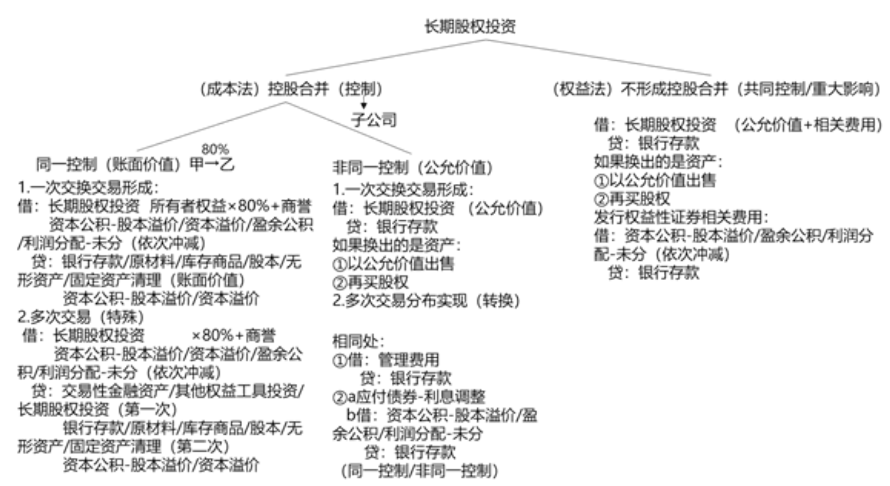 长期股权投资
（成本法）控股合并（控制）
子公司
（权益法）不形成控股合并（共同控制/重大影响）
80%
同一控制（账面价值）甲→乙
1.一次交换交易形成：
借：长期股权投资 所有者权益×80%+商誉
资本公积-股本溢价/资本溢价/盈余公积
/利润分配-未分（依次冲减）
贷：银行存款/原材料/库存商品/股本/无
形资产/固定资产清理（账面价值）
资本公积-股本溢价/资本溢价
2.多次交易（特殊）
借：长期股权投资 ×80%+商誉
资本公积-股本溢价/资本溢价/盈余公
积/利润分配-未分（依次冲减）
贷：交易性金融资产/其他权益工具投资/
长期股权投资（第一次）
银行存款/原材料/库存商品/股本/无
形资产/固定资产清理（第二次）
资本公积-股本溢价/资本溢价
非同一控制（公允价值）
1.一次交换交易形成：
借：长期股权投资（公允价值）
贷：银行存款
如果换出的是资产：
①以公允价值出售
②再买股权
2.多次交易分布实现（转换）
相同处：
①借：管理费用
贷：银行存款
②a应付债券-利息调整
b借：资本公积-股本溢价/盈
余公积/利润分配-未分
贷：银行存款
（同一控制/非同一控制）
借：长期股权投资 （公允价值+相关费用）
贷：银行存款
如果换出的是资产：
①以公允价值出售
②再买股权
发行权益性证券相关费用：
借：资本公积-股本溢价/盈余公积/利润分
配-未分（依次冲减）
贷：银行存款